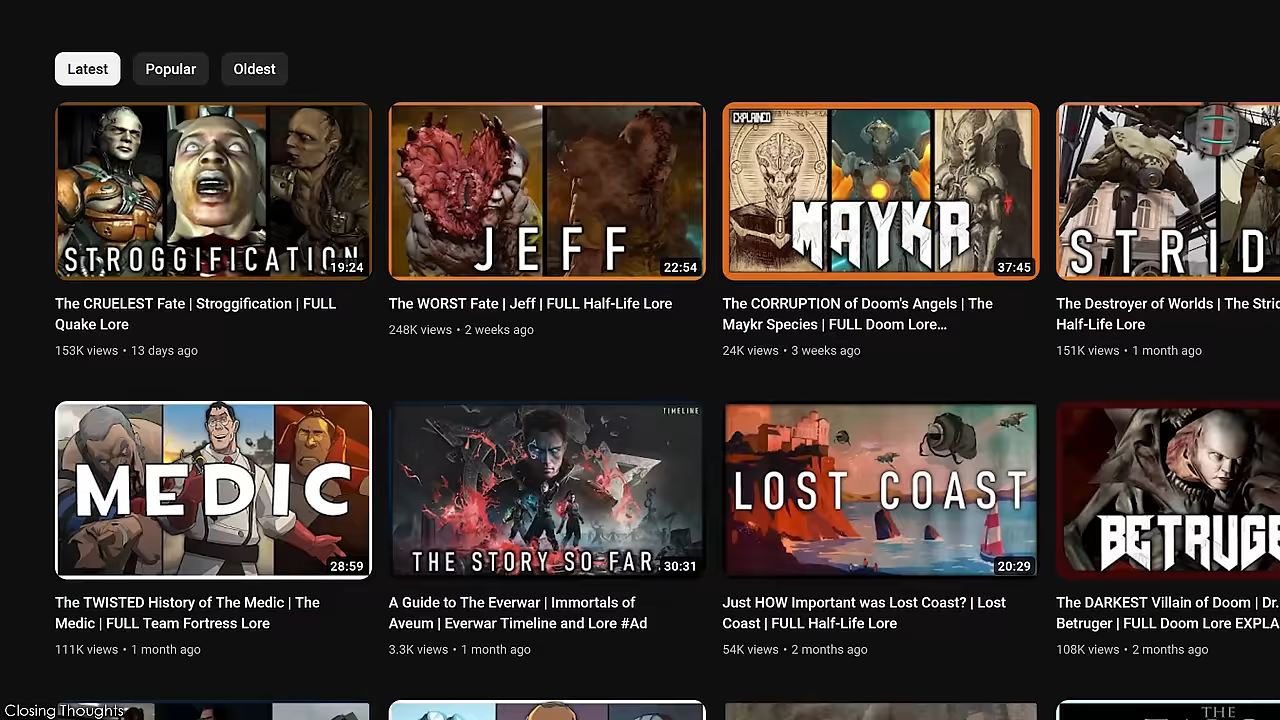 Latest
Popular
Oldest
STROGGIFICATION
19:24
JEFF
22:54
EXPLAINED
MAYKR
37:45
STRID
The CRUELEST Fate | Stroggification | FULL
Quake Lore
153K views • 13 days ago
The WORST Fate | Jeff | FULL Half-Life Lore
248K views • 2 weeks ago
The CORRUPTION of Doom's Angels | The
Maykr Species | FULL Doom Lore...
24K views • 3 weeks ago
The Destroyer of Worlds | The Stri
Half-Life Lore
151K views • 1 month ago
MEDIC
28:59
TIMELINE
THE STORY SO FAR
30:31
LOST COAST
20:29
BETRUGE
The TWISTED History of The Medic | The
Medic | FULL Team Fortress Lore
111K views • 1 month ago
A Guide to The Everwar | Immortals of
Aveum | Everwar Timeline and Lore #Ad
3.3K views • 1 month ago
Just HOW Important was Lost Coast? | Lost
Coast | FULL Half-Life Lore
54K views • 2 months ago
The DARKEST Villain of Doom | Dr.
Betruger | FULL Doom Lore EXPLA
108K views • 2 months ago
Closing Thoughts
THE